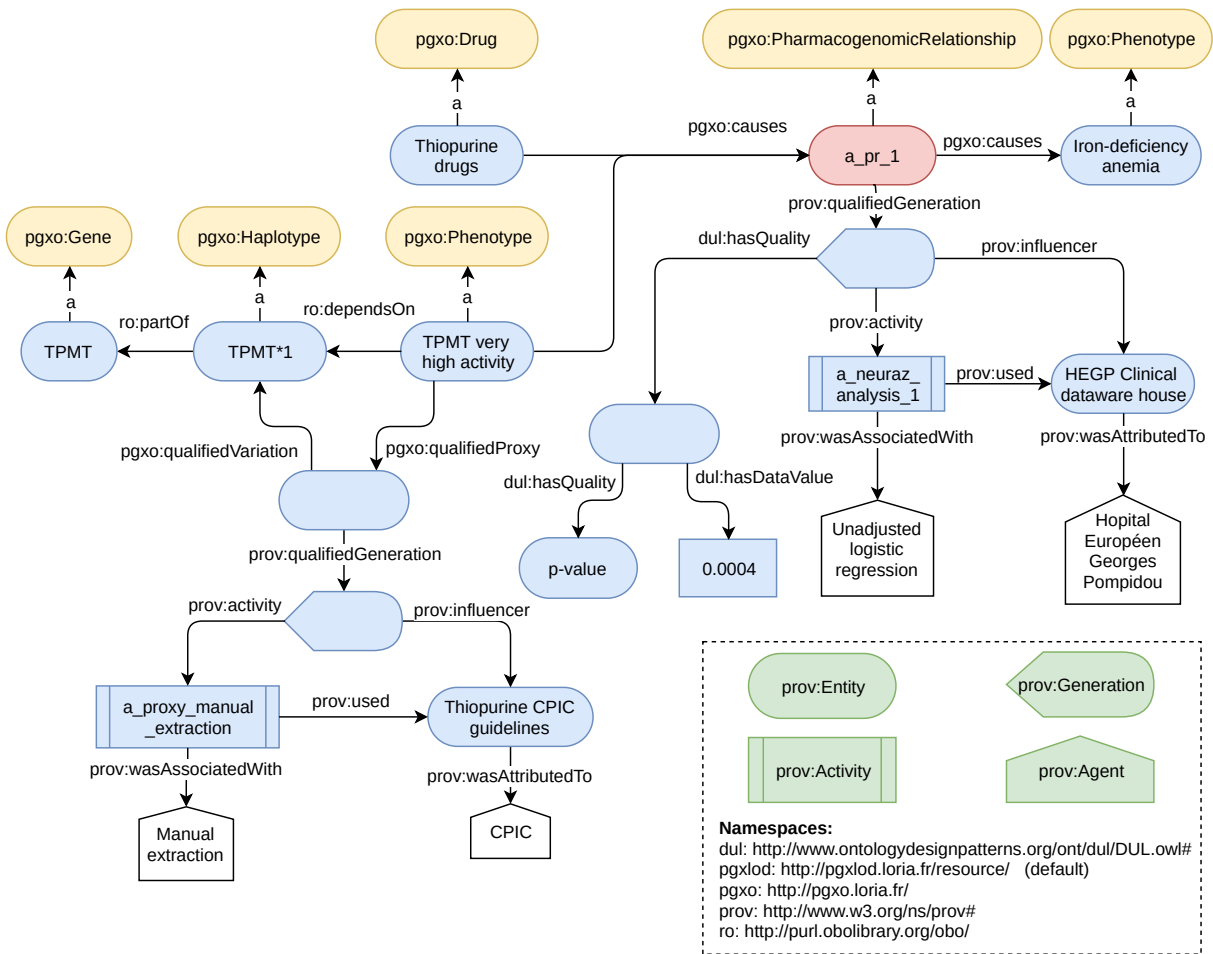 pgxo:Drug
pgxo:PharmacogenomicRelationship
pgxo:Phenotype
a
a
a
pgxo:causes
Thiopurine
drugs
a_pr_1
pgxo:causes
Iron-deficiency
anemia
prov:qualifiedGeneration
pgxo:Gene
pgxo:Haplotype
pgxo:Phenotype
dul:hasQuality
prov:influencer
a
a
a
ro:partOf
ro:dependsOn
prov:activity
TPMT
TPMT*1
TPMT very
high activity
a_neuraz_
analysis_1
prov:used
HEGP Clinical
dataware house
pgxo:qualifiedVariation
pgxo:qualifiedProxy
prov:wasAssociatedWith
prov:wasAttributedTo
dul:hasQuality
dul:hasDataValue
Unadjusted
logistic
regression
Hopital
Européen
Georges
Pompidou
prov:qualifiedGeneration
p-value
0.0004
prov:activity
prov:influencer
a_proxy_manual
_extraction
prov:used
Thiopurine CPIC
guidelines
prov:wasAssociatedWith
prov:wasAttributedTo
Manual
extraction
CPIC
prov:Entity
prov:Generation
prov:Activity
prov:Agent
Namespaces:
dul: http://www.ontologydesignpatterns.org/ont/dul/DUL.owl#
pgxlod: http://pgxlod.loria.fr/resource/ (default)
pgxo: http://pgxo.loria.fr/
prov: http://www.w3.org/ns/prov#
ro: http://purl.obolibrary.org/obo/